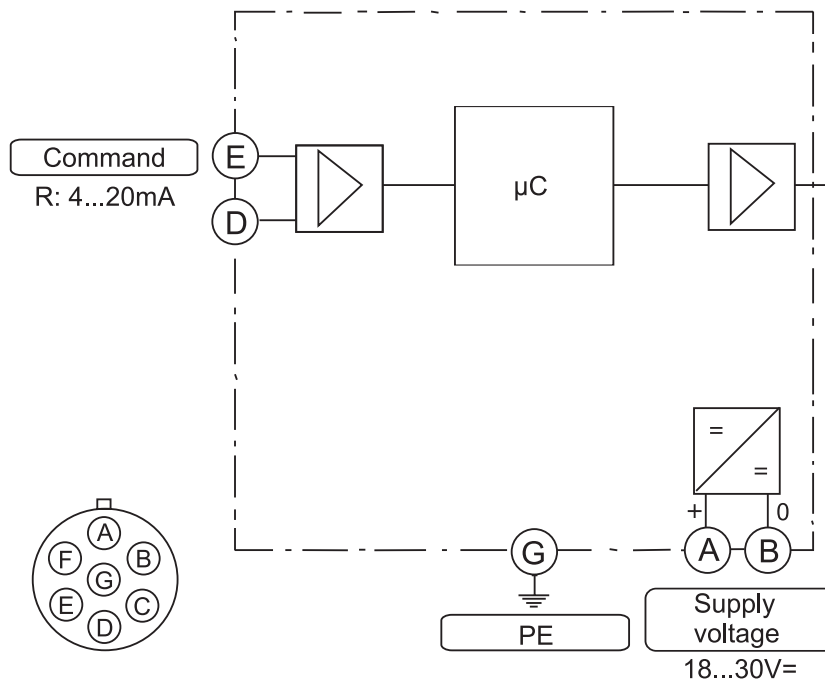 Command
R: 4...20mA
E
D
µC
=
=
+
0
G
A
B
PE
Supply
voltage
18...30V=
A
F
B
G
E
C
D